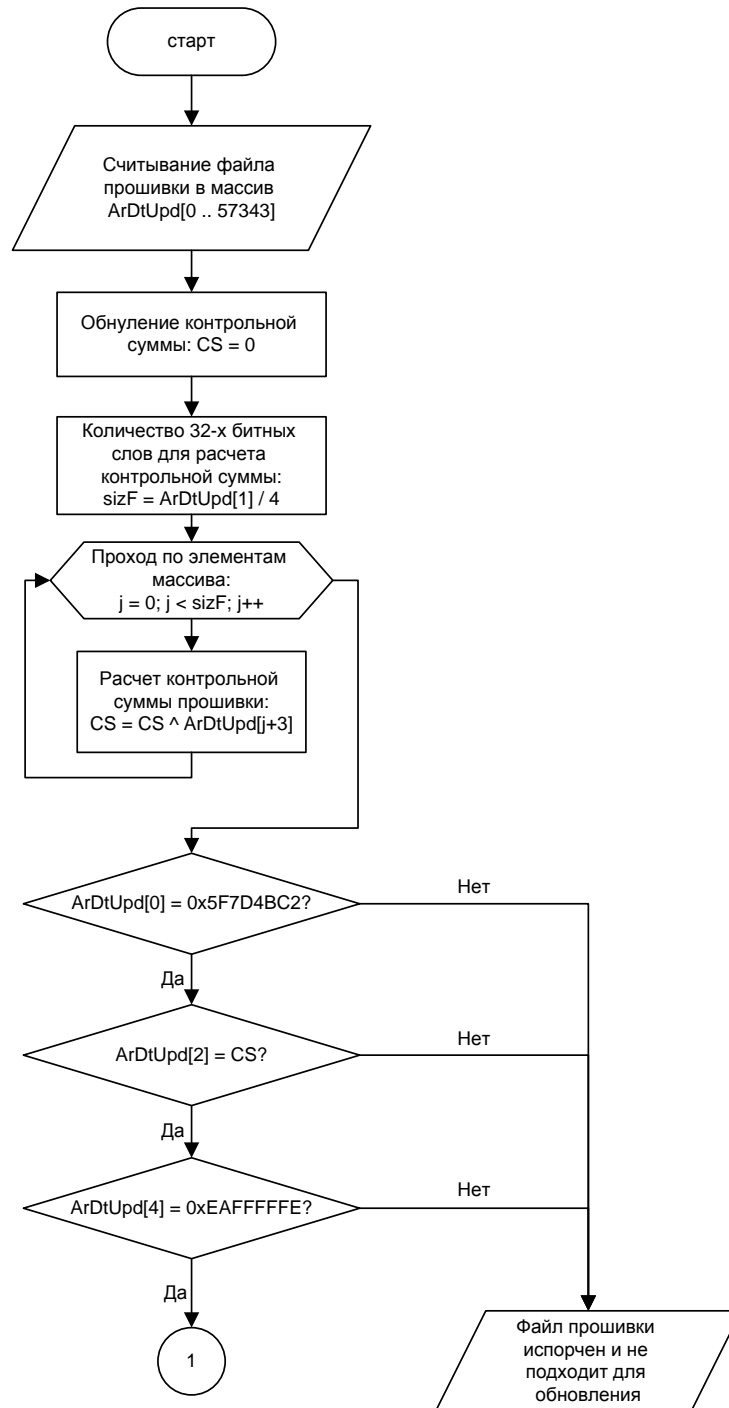 старт
Считывание файла
прошивки в массив
ArDtUpd[0 .. 57343]
Обнуление контрольной
суммы: CS = 0
Количество 32-х битных
слов для расчета
контрольной суммы:
sizF = ArDtUpd[1] / 4
Проход по элементам
массива:
j = 0; j < sizF; j++
Расчет контрольной
суммы прошивки:
CS = CS ^ ArDtUpd[j+3]
ArDtUpd[0] = 0x5F7D4BC2?
Нет
Да
ArDtUpd[2] = CS?
Нет
Да
ArDtUpd[4] = 0xEAFFFFFE?
Нет
Да
1
Файл прошивки
испорчен и не
подходит для
обновления